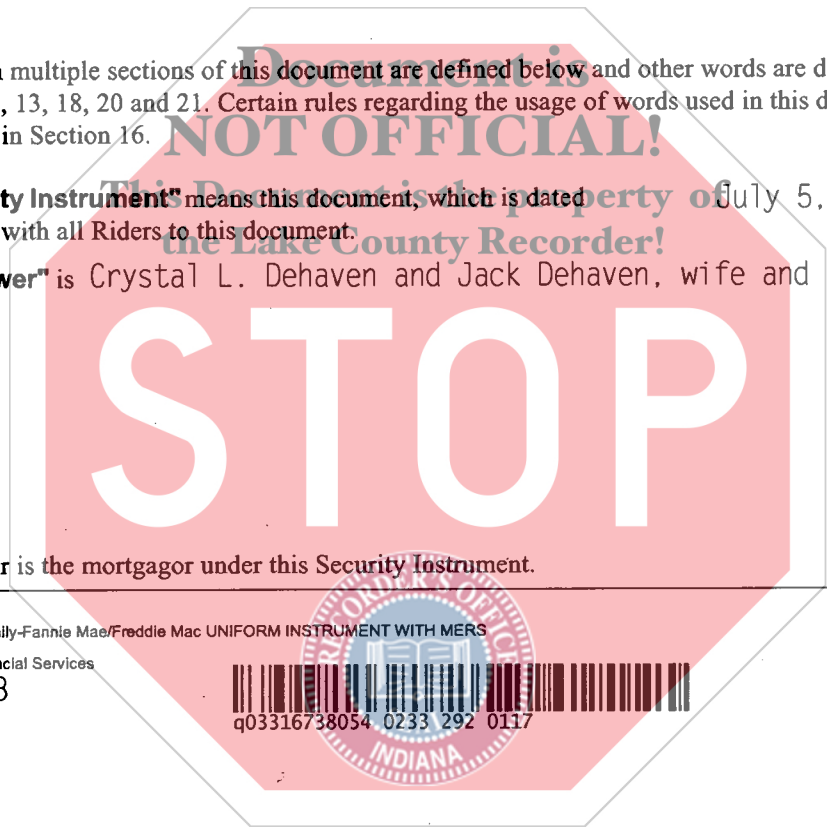 Document is
multiple sections of this document are defined below and other words are d
, 13, 18, 20 and 21. Certain rules regarding the usage of words used in this d
NOT OFFICIAL!
in Section 16.
This Document is the property of
ty Instrument" means this document, which is dated July 5,
with all Riders to this document.
the Lake County Recorder!
wer" is Crystal L. Dehaven and Jack Dehaven, wife and
STOP
r is the mortgagor under this Security Instrument.
RECORDER'S OFFICE
ily-Fannie Mae/Freddie Mac UNIFORM INSTRUMENT WITH MERS
ncial Services
q03316738054 0233 292 0117
INDIANA